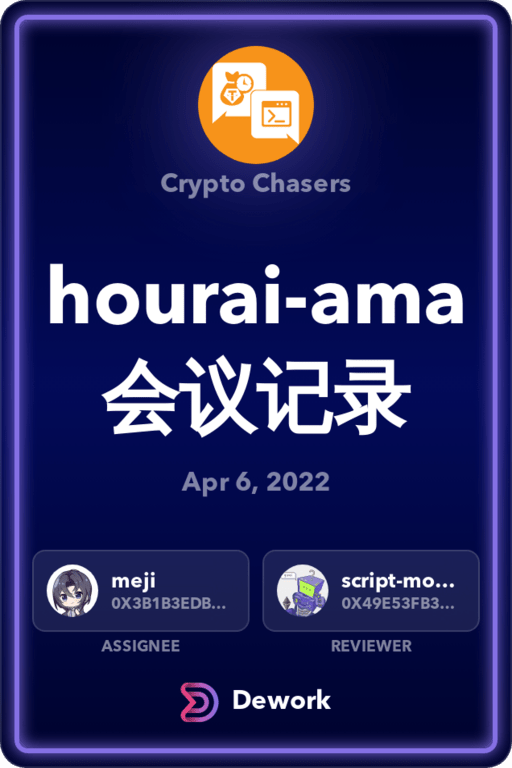 Crypto Chasers
hourai-ama
会议记录
Apr 6, 2022
meji
0X3B1B3EDB...
ASSIGNEE
script-mo...
0X49E53FB3...
REVIEWER
Dework